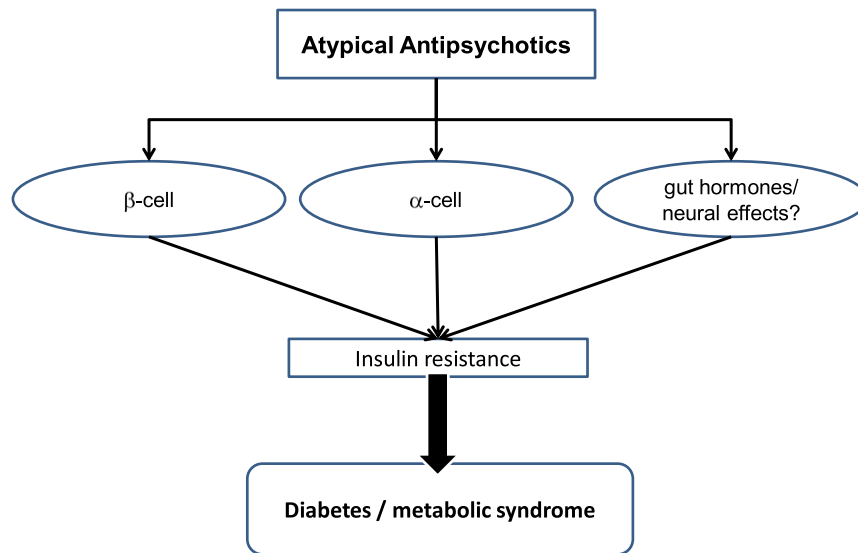 Atypical Antipsychotics
β-cell
α-cell
gut hormones/
neural effects?
Insulin resistance
Diabetes / metabolic syndrome